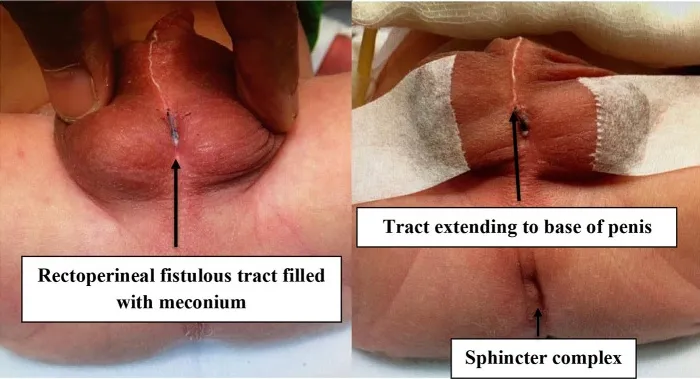 Rectoperineal fistulous tract filled
with meconium
Tract extending to base of penis
Sphincter complex